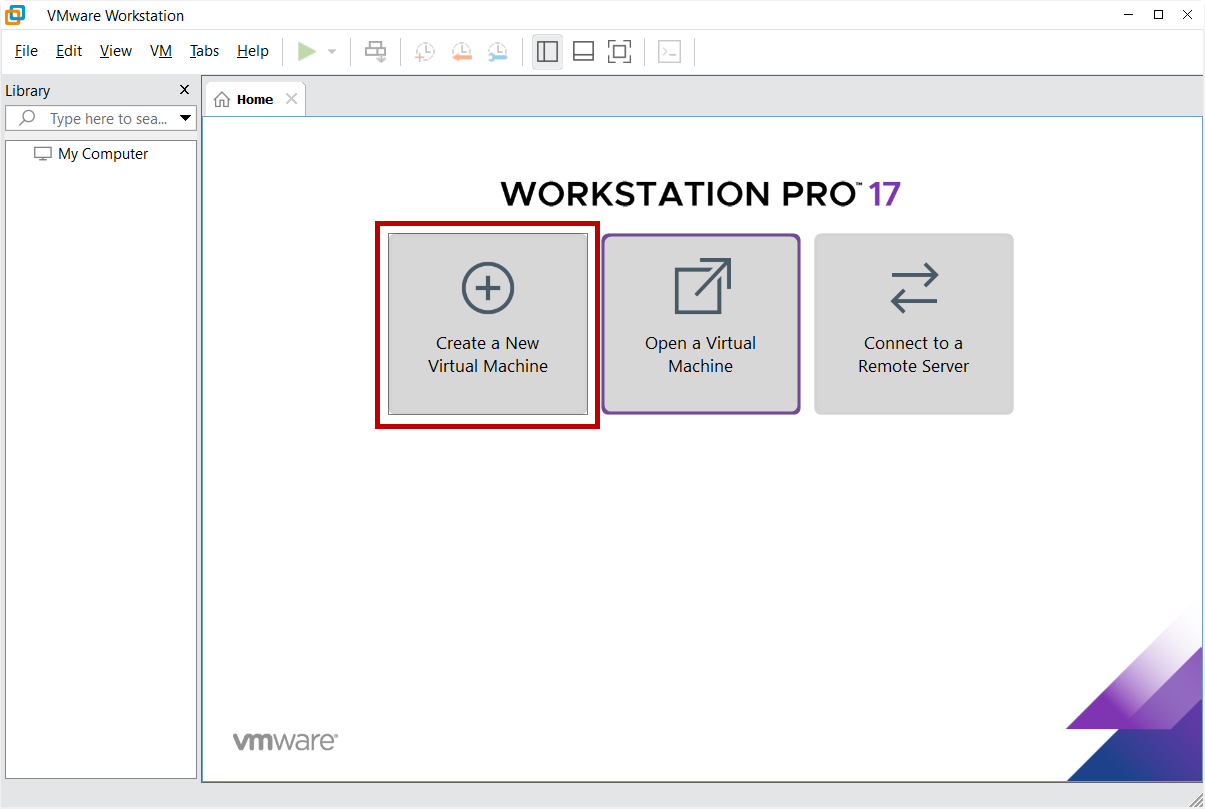 VMware Workstation
File Edit View VM Tabs Help
Library
Home
Type here to sea...
My Computer
WORKSTATION PRO™ 17
Create a New
Virtual Machine
Open a Virtual
Machine
Connect to a
Remote Server
vmware®